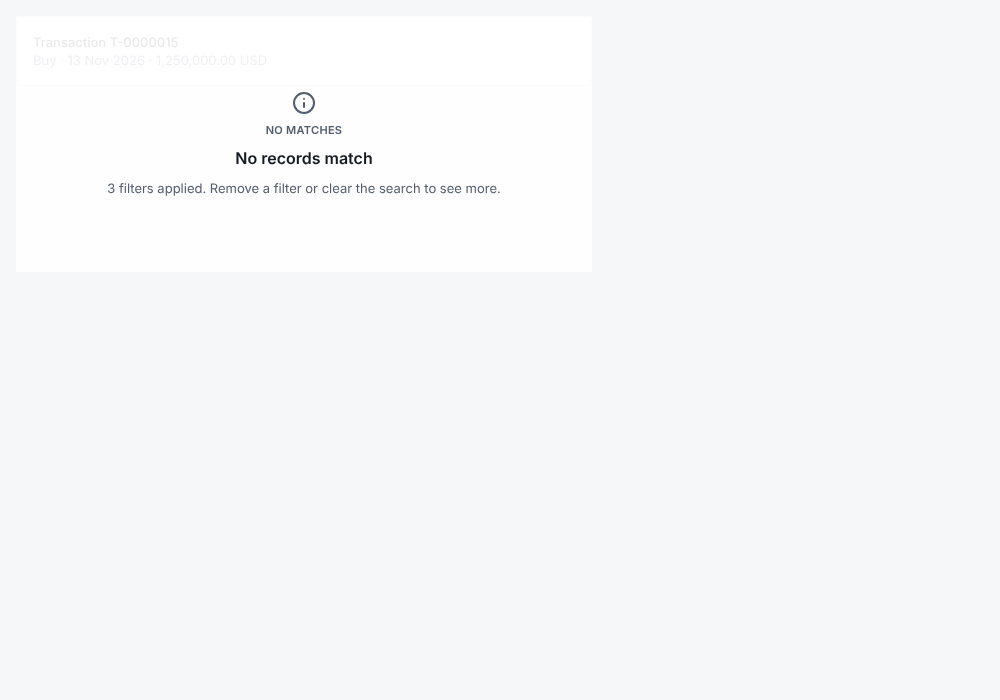 Transaction T-0000015
Buy · 13 Nov 2026 · 1,250,000.00 USD
NO MATCHES
No records match
3 filters applied. Remove a filter or clear the search to see more.